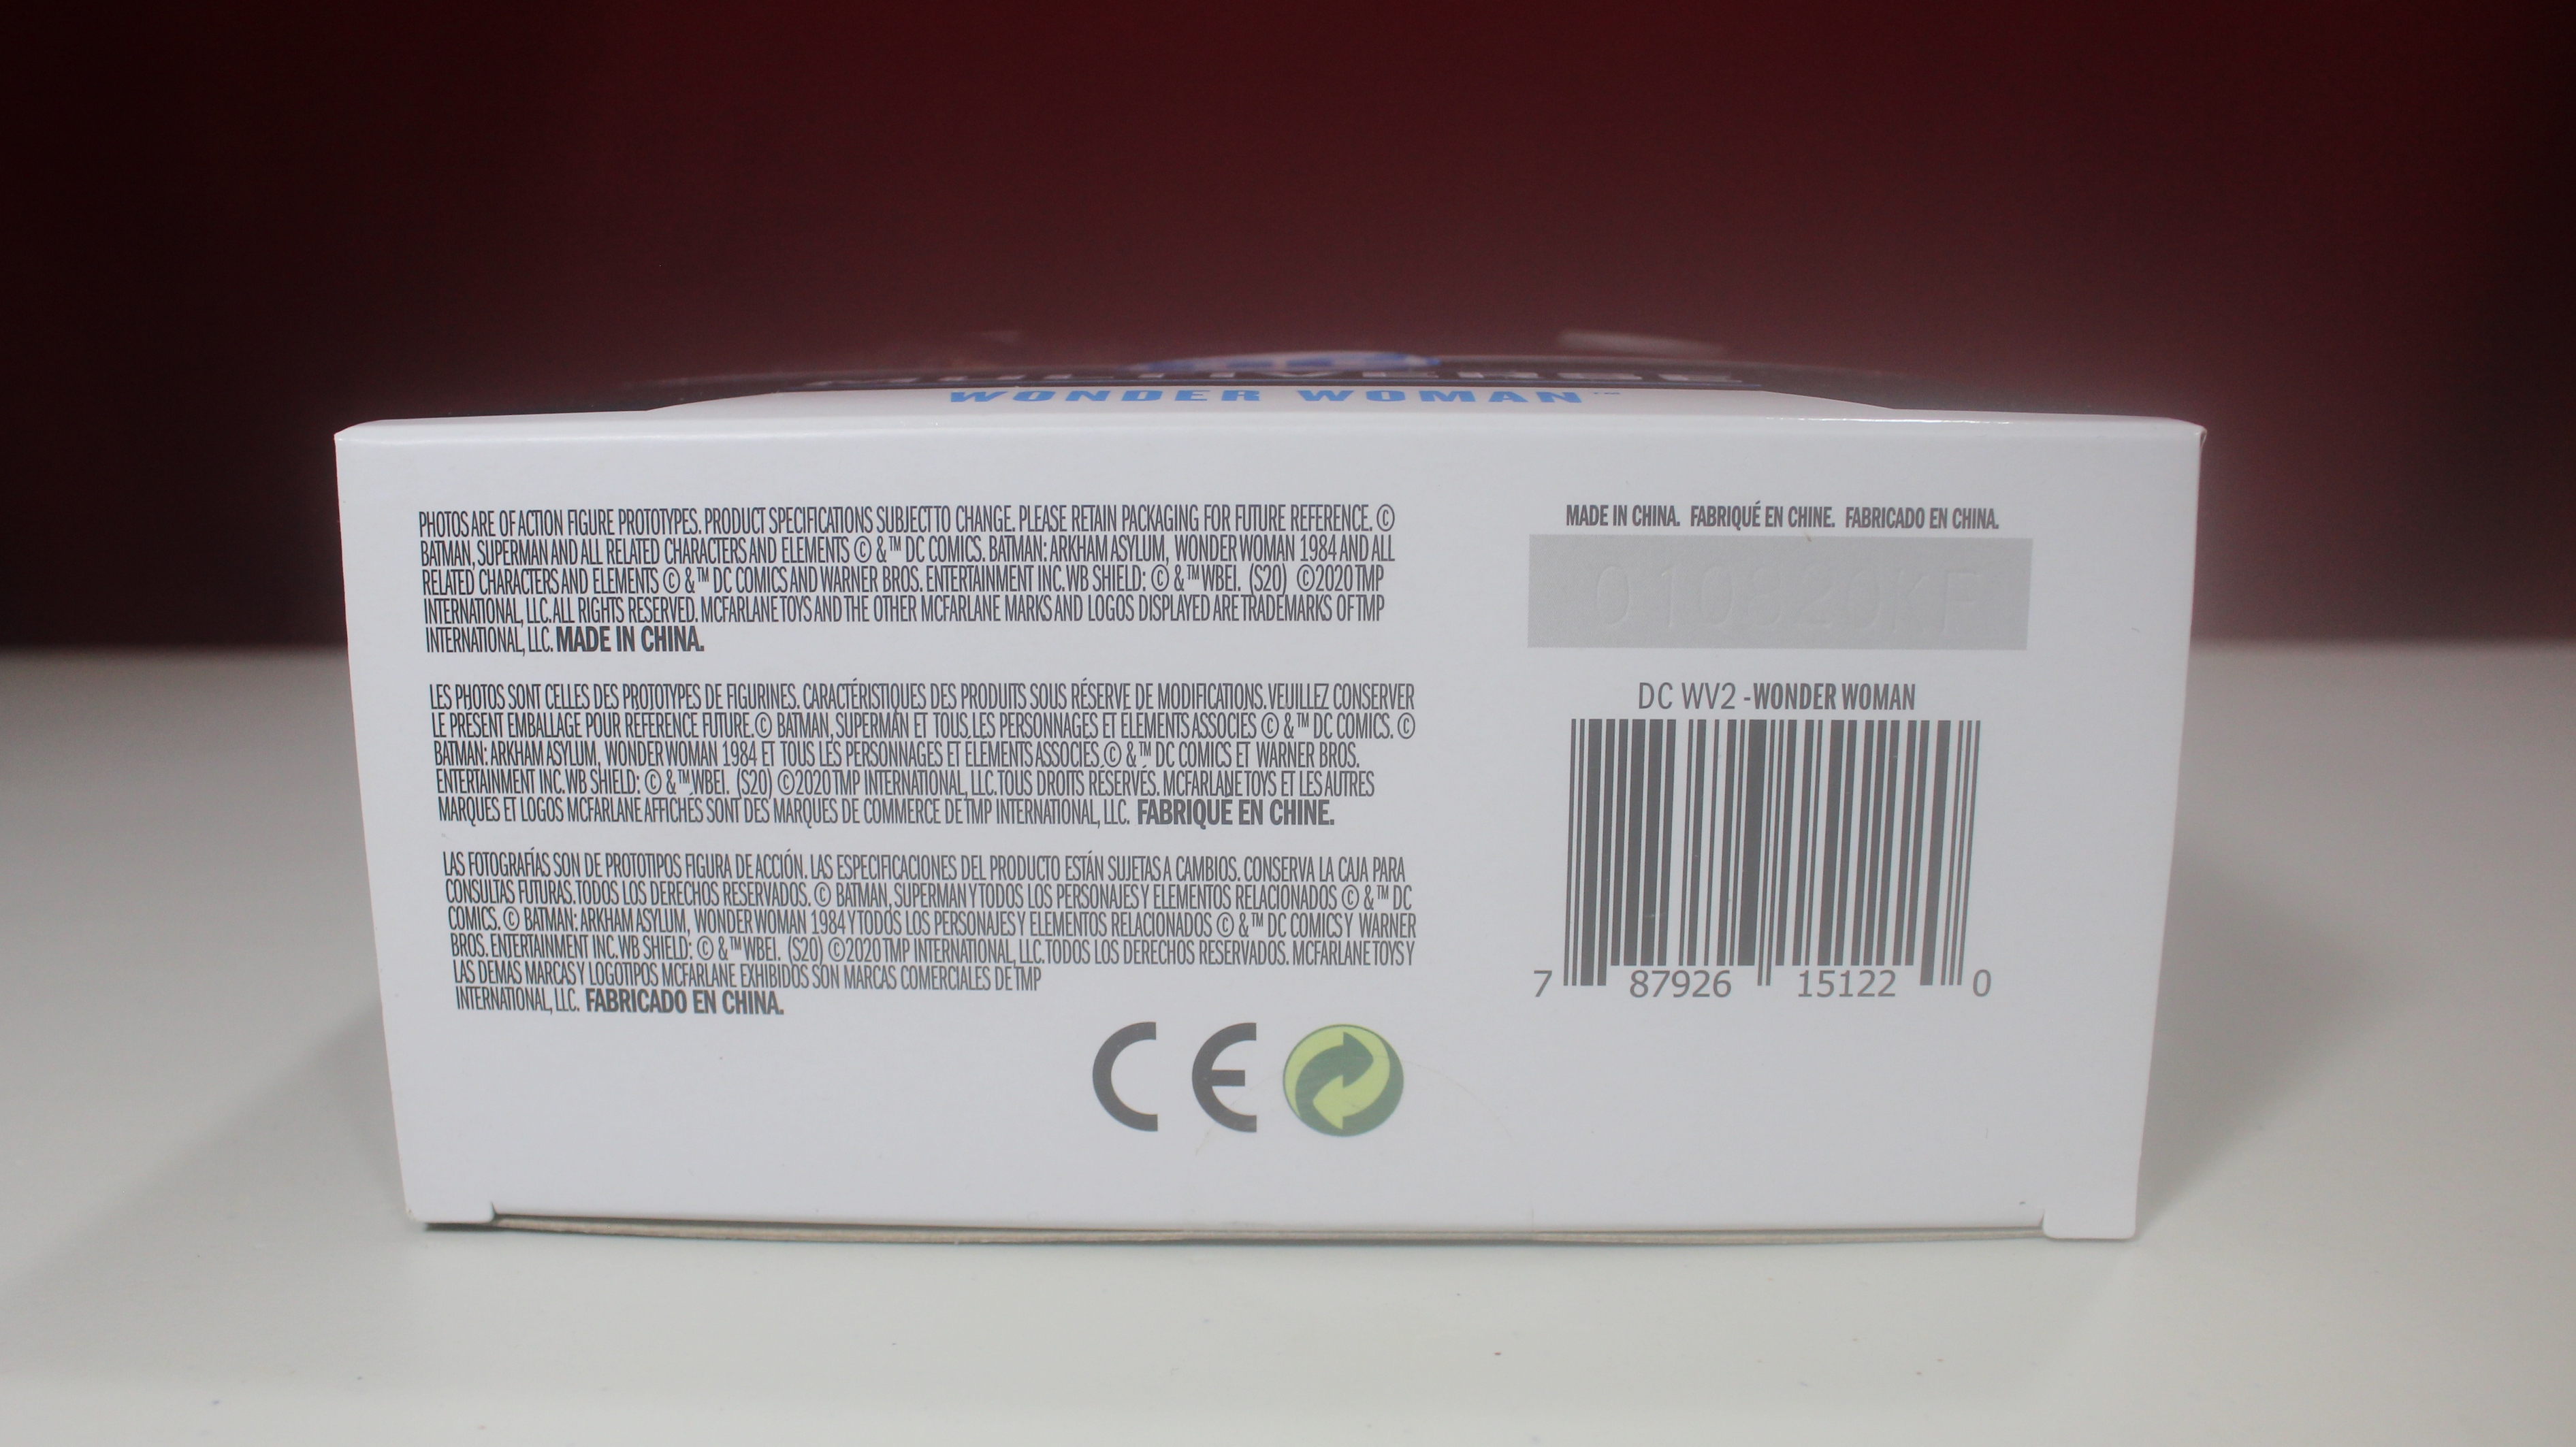 MULTIVERSE
WONDER WOMAN™
PHOTOS ARE OF ACTION FIGURE PROTOTYPES. PRODUCT SPECIFICATIONS SUBJECT TO CHANGE. PLEASE RETAIN PACKAGING FOR FUTURE REFERENCE. ©
BATMAN, SUPERMAN AND ALL RELATED CHARACTERS AND ELEMENTS © & ™ DC COMICS. BATMAN: ARKHAM ASYLUM, WONDER WOMAN 1984 AND ALL
RELATED CHARACTERS AND ELEMENTS © & ™ DC COMICS AND WARNER BROS. ENTERTAINMENT INC. WB SHIELD: © & ™ WBEI. (S20) ©2020 TMP
INTERNATIONAL, LLC. ALL RIGHTS RESERVED. MCFARLANE TOYS AND THE OTHER MCFARLANE MARKS AND LOGOS DISPLAYED ARE TRADEMARKS OF TMP
INTERNATIONAL, LLC. MADE IN CHINA.
LES PHOTOS SONT CELLES DES PROTOTYPES DE FIGURINES. CARACTÉRISTIQUES DES PRODUITS SOUS RÉSERVE DE MODIFICATIONS. VEUILLEZ CONSERVER
LE PRÉSENT EMBALLAGE POUR RÉFÉRENCE FUTURE. © BATMAN, SUPERMAN ET TOUS LES PERSONNAGES ET ÉLÉMENTS ASSOCIÉS © & ™ DC COMICS. ©
BATMAN: ARKHAM ASYLUM, WONDER WOMAN 1984 ET TOUS LES PERSONNAGES ET ÉLÉMENTS ASSOCIÉS © & ™ DC COMICS ET WARNER BROS.
ENTERTAINMENT INC. WB SHIELD: © & ™ WBEI. (S20) ©2020 TMP INTERNATIONAL, LLC. TOUS DROITS RÉSERVÉS. MCFARLANE TOYS ET LES AUTRES
MARQUES ET LOGOS MCFARLANE AFFICHÉS SONT DES MARQUES DE COMMERCE DE TMP INTERNATIONAL, LLC. FABRIQUÉ EN CHINE.
LAS FOTOGRAFÍAS SON DE PROTOTIPOS FIGURA DE ACCIÓN. LAS ESPECIFICACIONES DEL PRODUCTO ESTÁN SUJETAS A CAMBIOS. CONSERVA LA CAJA PARA
CONSULTAS FUTURAS. TODOS LOS DERECHOS RESERVADOS. © BATMAN, SUPERMAN Y TODOS LOS PERSONAJES Y ELEMENTOS RELACIONADOS © & ™ DC
COMICS. © BATMAN: ARKHAM ASYLUM, WONDER WOMAN 1984 Y TODOS LOS PERSONAJES Y ELEMENTOS RELACIONADOS © & ™ DC COMICS Y WARNER
BROS. ENTERTAINMENT INC. WB SHIELD: © & ™ WBEI. (S20) ©2020 TMP INTERNATIONAL, LLC. TODOS LOS DERECHOS RESERVADOS. MCFARLANE TOYS Y
LAS DEMAS MARCAS Y LOGOTIPOS MCFARLANE EXHIBIDOS SON MARCAS COMERCIALES DE TMP
INTERNATIONAL, LLC. FABRICADO EN CHINA.
CE
MADE IN CHINA. FABRIQUÉ EN CHINE. FABRICADO EN CHINA.
DC WV2 - WONDER WOMAN
7 87926 15122 0